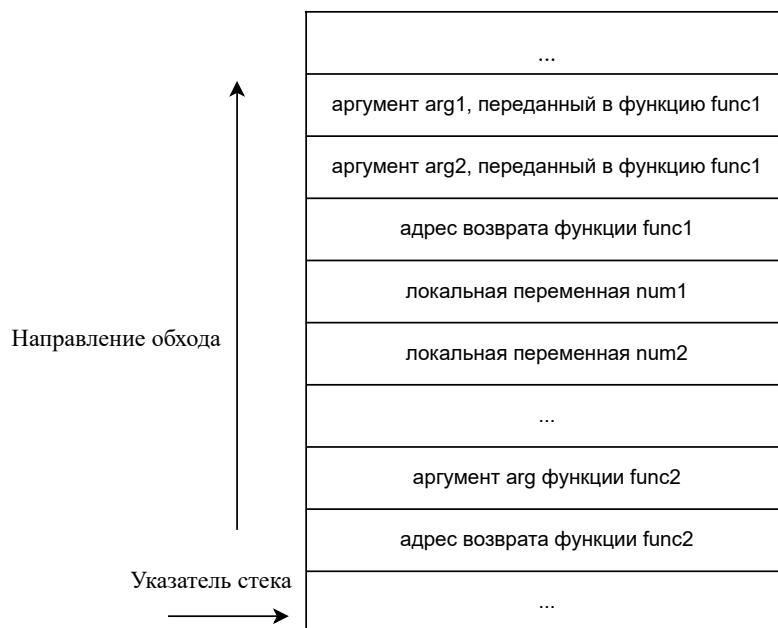 ...
аргумент arg1, переданный в функцию func1
аргумент arg2, переданный в функцию func1
адрес возврата функции func1
локальная переменная num1
Направление обхода
локальная переменная num2
...
аргумент arg функции func2
адрес возврата функции func2
Указатель стека
...